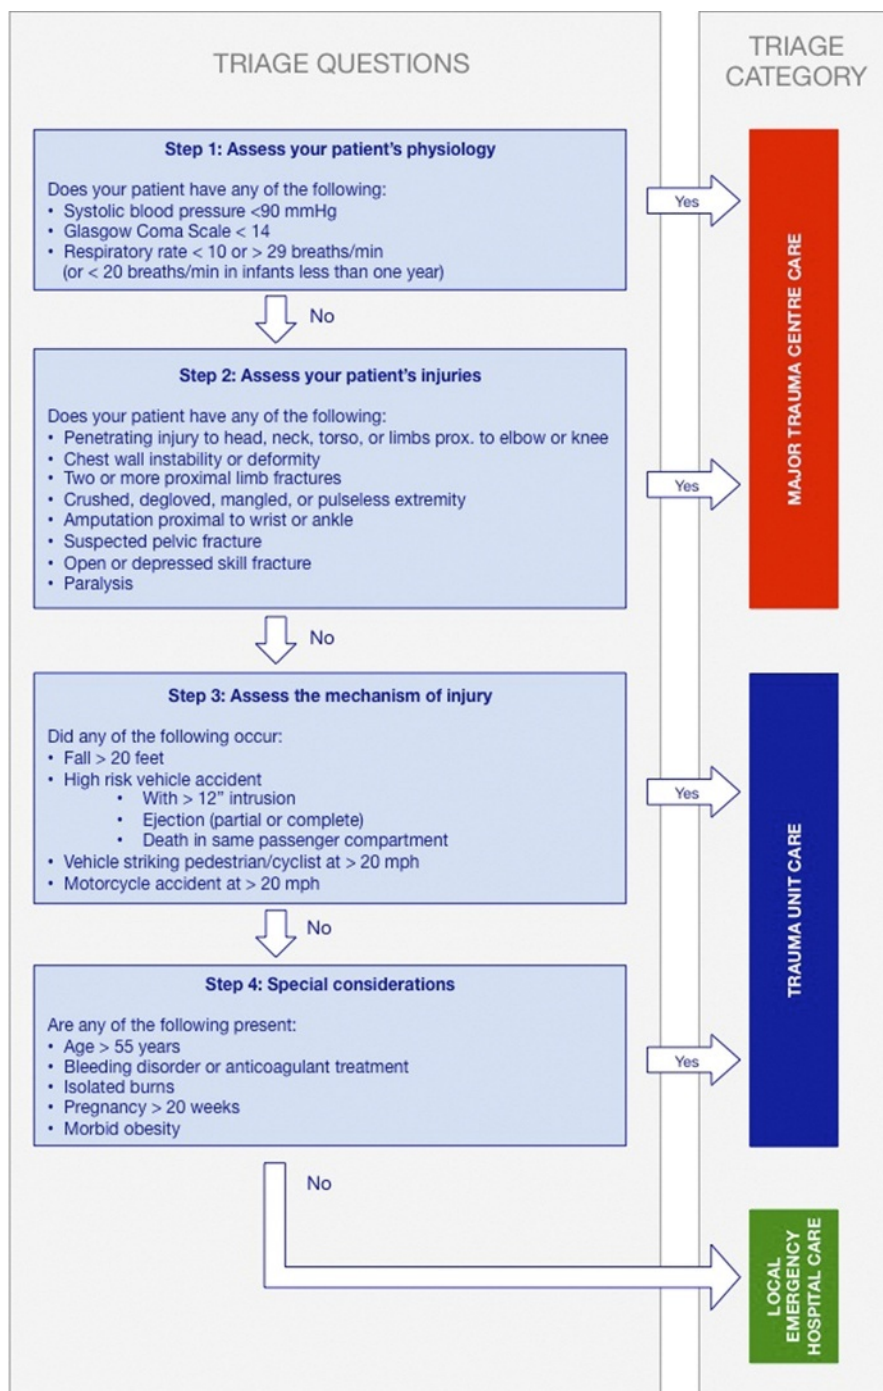 TRIAGE QUESTIONS
TRIAGE
CATEGORY
Step 1: Assess your patient's physiology
Does your patient have any of the following:
• Systolic blood pressure <90 mmHg
• Glasgow Coma Scale < 14
• Respiratory rate < 10 or > 29 breaths/min
(or < 20 breaths/min in infants less than one year)
Yes
No
Step 2: Assess your patient's injuries
Does your patient have any of the following:
• Penetrating injury to head, neck, torso, or limbs prox. to elbow or knee
• Chest wall instability or deformity
• Two or more proximal limb fractures
• Crushed, degloved, mangled, or pulseless extremity
• Amputation proximal to wrist or ankle
• Suspected pelvic fracture
• Open or depressed skill fracture
• Paralysis
Yes
MAJOR TRAUMA CENTRE CARE
No
Step 3: Assess the mechanism of injury
Did any of the following occur:
• Fall > 20 feet
• High risk vehicle accident
• With > 12" intrusion
• Ejection (partial or complete)
• Death in same passenger compartment
• Vehicle striking pedestrian/cyclist at > 20 mph
• Motorcycle accident at > 20 mph
Yes
No
Step 4: Special considerations
Are any of the following present:
• Age > 55 years
• Bleeding disorder or anticoagulant treatment
• Isolated burns
• Pregnancy > 20 weeks
• Morbid obesity
Yes
TRAUMA UNIT CARE
No
LOCAL
EMERGENCY
HOSPITAL CARE